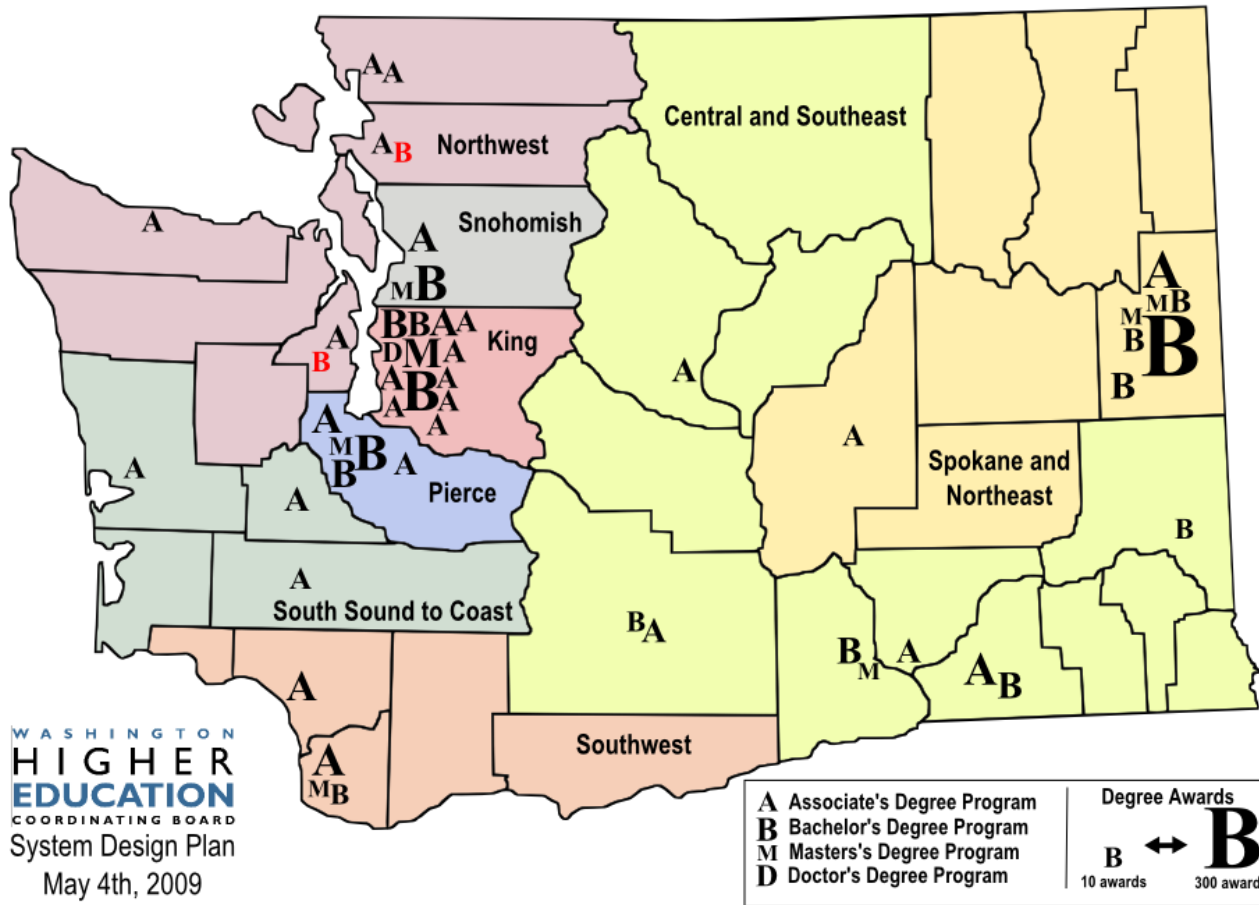 A A
Central and Southeast
A B Northwest
Snohomish
A
A
M B
A
M B
B B A A
King
A
B
D M A
M
B
B
A B A
A
B
A A
A
A
M B A
B
A
A
Spokane and
Northeast
Pierce
A
B
A
South Sound to Coast
B A
B M
A
A B
A
Southwest
A
M B
WASHINGTON
HIGHER
EDUCATION
COORDINATING BOARD
System Design Plan
May 4th, 2009
A Associate's Degree Program
B Bachelor's Degree Program
M Masters's Degree Program
D Doctor's Degree Program
Degree Awards
B B
10 awards 300 award